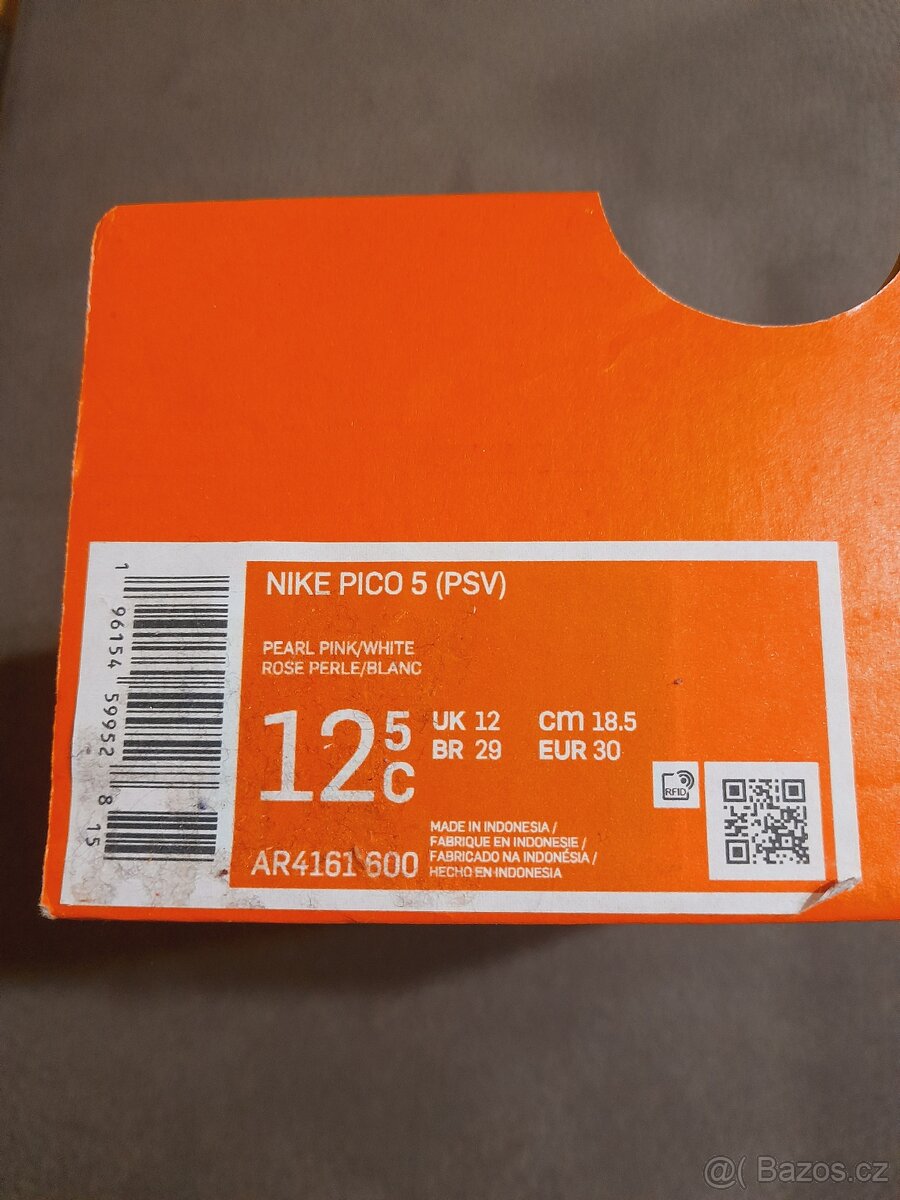 NIKE PICO 5 (PSV)
PEARL PINK/WHITE
ROSE PERLE/BLANC
12 5 C
UK 12 CM 18.5
BR 29 EUR 30
RFID
MADE IN INDONESIA /
FABRIQUE EN INDONESIE /
FABRICADO NA INDONÉSIA /
HECHO EN INDONESIA
AR4161 600
1 96154 59952 8 15
@( Bazos.cz